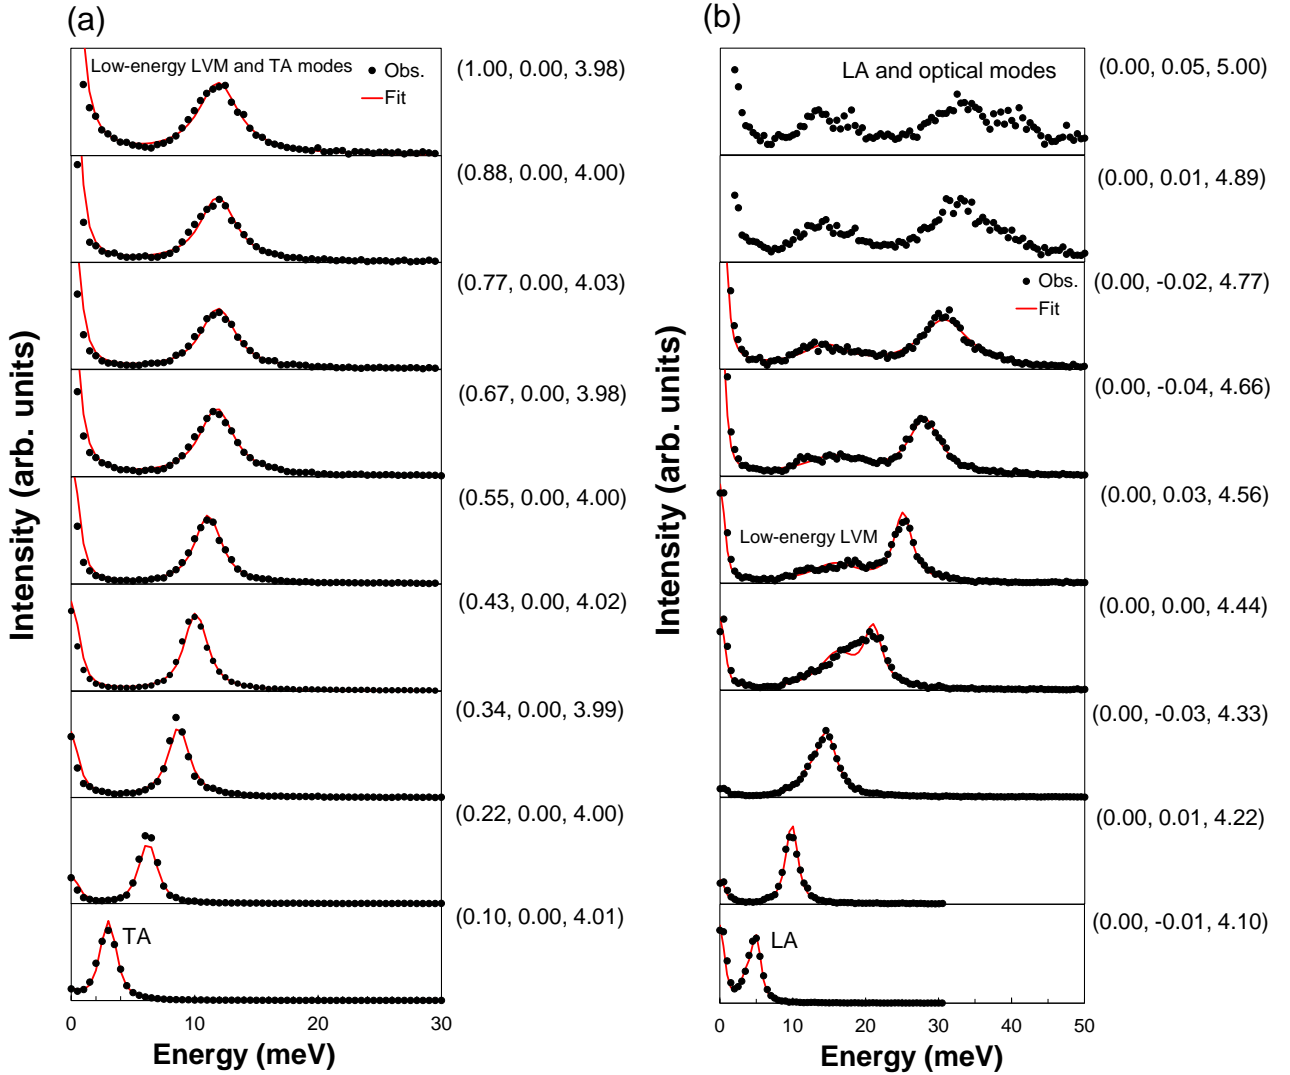 (a)
Low-energy LVM and TA modes
Obs.
Fit
(1.00, 0.00, 3.98)
(0.88, 0.00, 4.00)
(0.77, 0.00, 4.03)
(0.67, 0.00, 3.98)
(0.55, 0.00, 4.00)
(0.43, 0.00, 4.02)
(0.34, 0.00, 3.99)
(0.22, 0.00, 4.00)
(0.10, 0.00, 4.01)
TA
Intensity (arb. units)
0 10 20 30
Energy (meV)
(b)
LA and optical modes
(0.00, 0.05, 5.00)
(0.00, 0.01, 4.89)
Obs.
Fit
(0.00, -0.02, 4.77)
(0.00, -0.04, 4.66)
(0.00, 0.03, 4.56)
Low-energy LVM
(0.00, 0.00, 4.44)
(0.00, -0.03, 4.33)
(0.00, 0.01, 4.22)
(0.00, -0.01, 4.10)
LA
Intensity (arb. units)
0 10 20 30 40 50
Energy (meV)